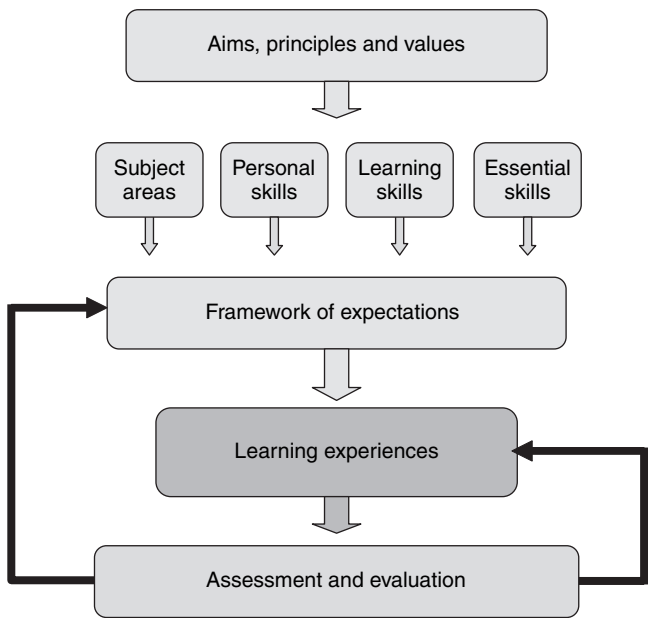 Aims, principles and values
Subject
areas
Personal
skills
Learning
skills
Essential
skills
Framework of expectations
Learning experiences
Assessment and evaluation